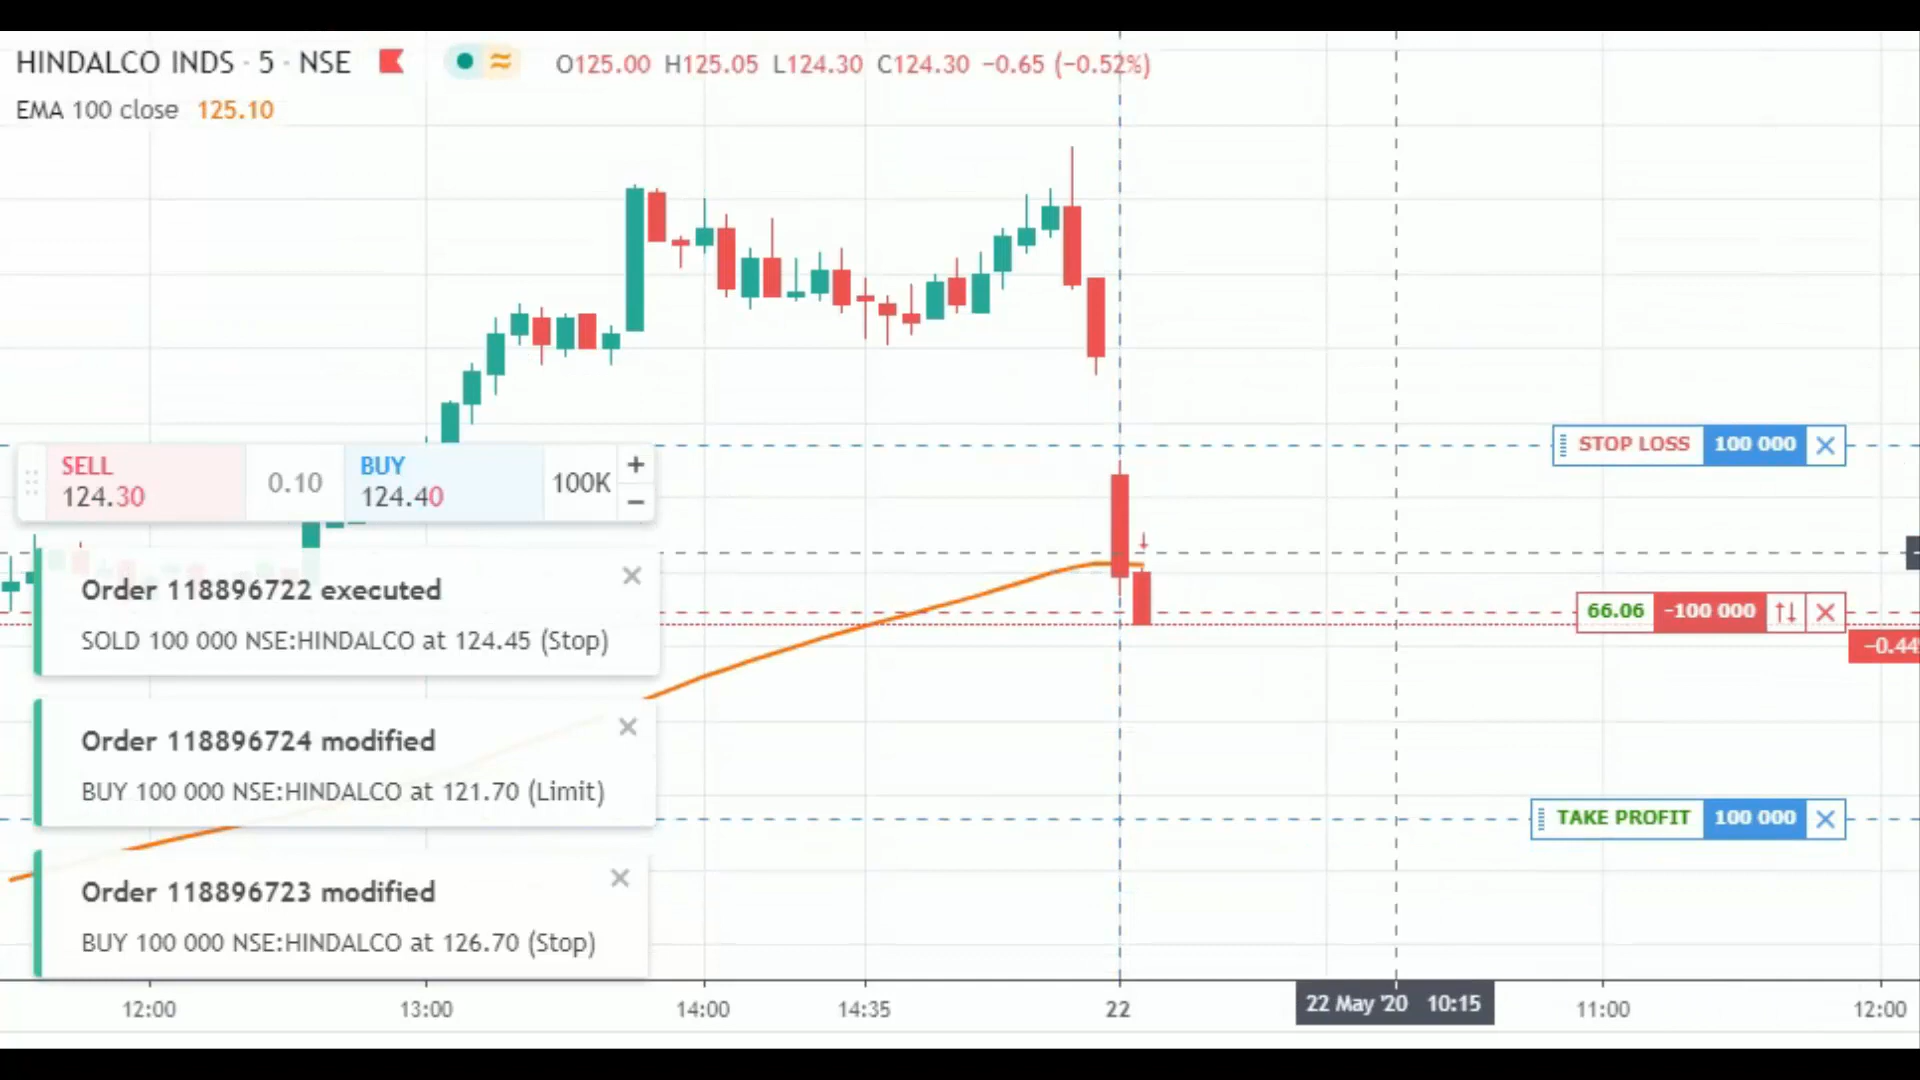 HINDALCO INDS · 5 · NSE O125.00 H125.05 L124.30 C124.30 −0.65 (−0.52%)
EMA 100 close 125.10
STOP LOSS 100 000
SELL
124.30
0.10
BUY
124.40
100K
+
−
Order 118896722 executed
SOLD 100 000 NSE:HINDALCO at 124.45 (Stop)
66.06 -100 000
−0.44
Order 118896724 modified
BUY 100 000 NSE:HINDALCO at 121.70 (Limit)
TAKE PROFIT 100 000
Order 118896723 modified
BUY 100 000 NSE:HINDALCO at 126.70 (Stop)
12:00 13:00 14:00 14:35 22 22 May '20 10:15 11:00 12:00